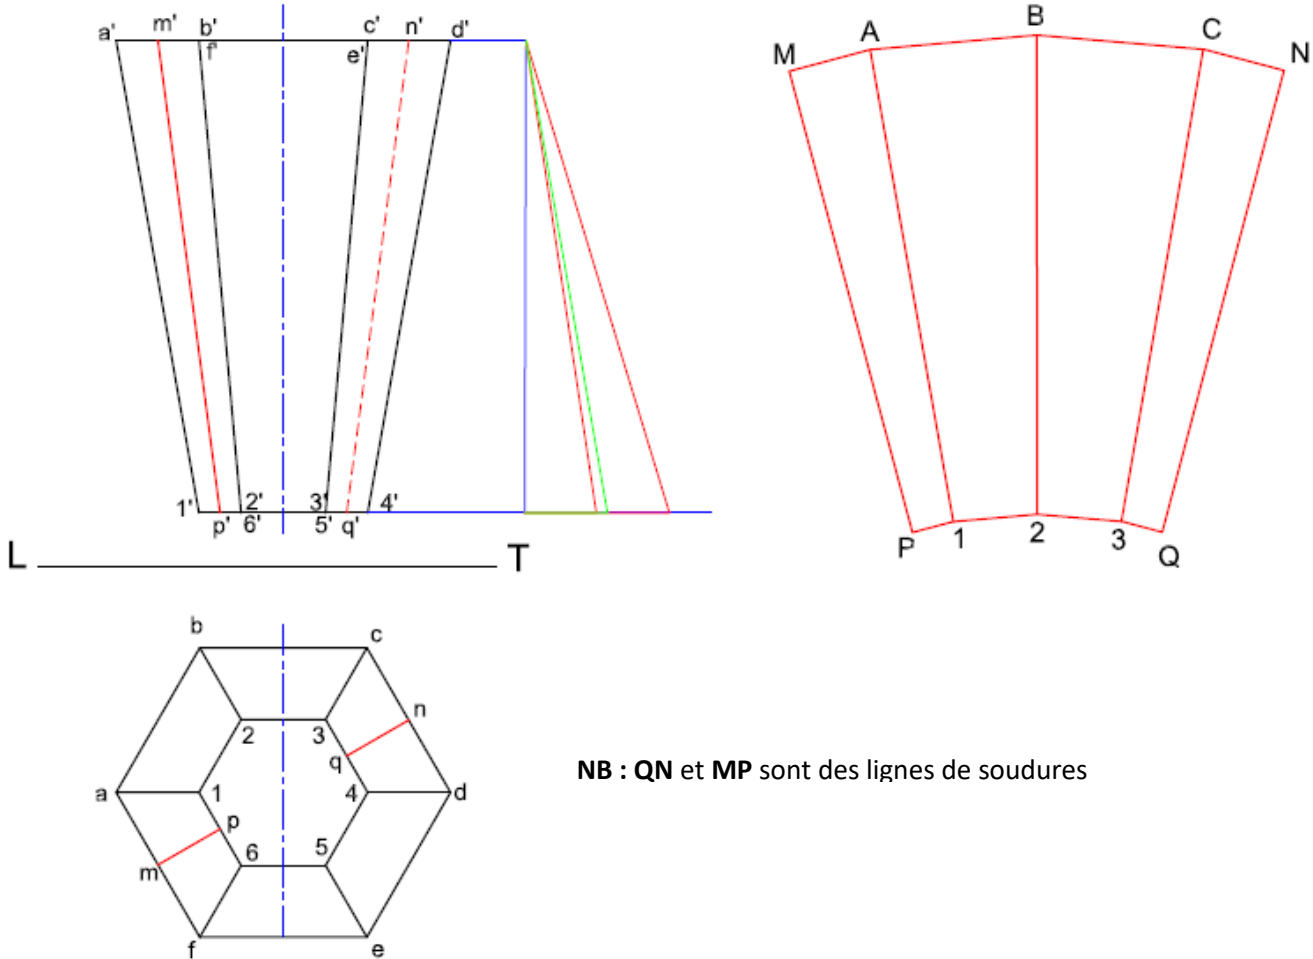 a' m' b' c' n' d'
f' e'
1' 2' 3' 4'
p' 6' 5' q'
L T
B
A C
M N
P 1 2 3 Q
b c
n
2 3
q
a 1 4 d
p
6 5
m
f e
NB : QN et MP sont des lignes de soudures